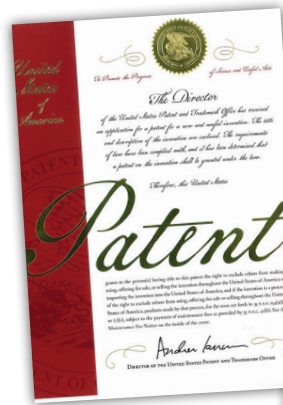 United
States
of
America
To Promote the Progress of Science and Useful Arts
The Director
of the United States Patent and Trademark Office has received
an application for a patent for a new and useful invention. The title
and description of the invention are enclosed. The requirements
of law have been complied with, and it has been determined that
a patent on the invention shall be granted under the law.
Therefore, this United States
Patent
grants to the person(s) having title to this patent the right to exclude others from making,
using, offering for sale, or selling the invention throughout the United States of America or
importing the invention into the United States of America, and if the invention is a process,
of the right to exclude others from using, offering for sale or selling throughout the United
States of America, products made by that process, for the term set forth in 35 U.S.C.
or (c)(1), subject to the payment of maintenance fees as provided by 35 U.S.C. See the
Maintenance Fee Notice on the inside of the cover.
DIRECTOR OF THE UNITED STATES PATENT AND TRADEMARK OFFICE
PATENT